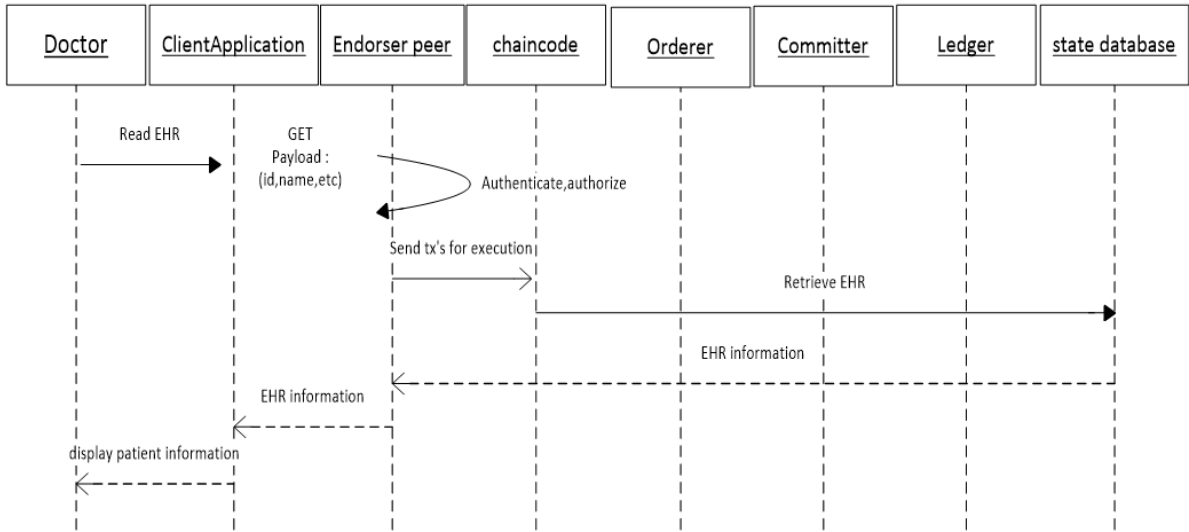 Doctor
ClientApplication
Endorser peer
chaincode
Orderer
Committer
Ledger
state database
Read EHR
GET
Payload :
(id,name,etc)
Authenticate,authorize
Send tx's for execution
Retrieve EHR
EHR information
EHR information
display patient information